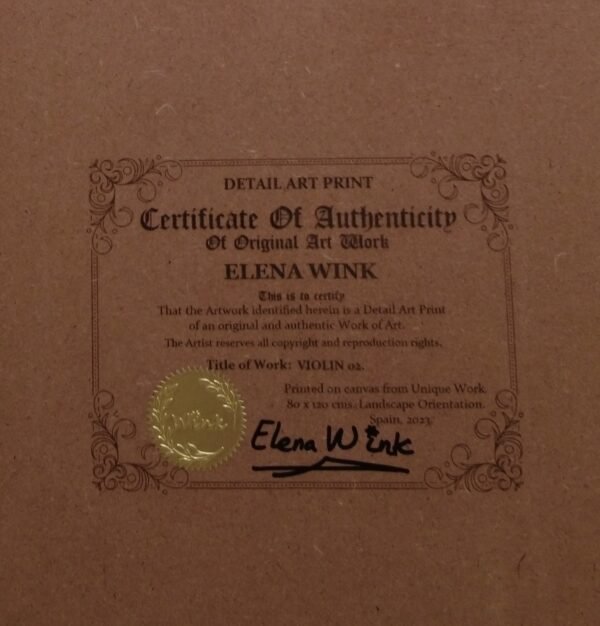 DETAIL ART PRINT
Certificate Of Authenticity
Of Original Art Work
ELENA WINK
This is to certify
That the Artwork identified herein is a Detail Art Print
of an original and authentic Work of Art.
The Artist reserves all copyright and reproduction rights.
Title of Work: VIOLIN 02.
Printed on canvas from Unique Work.
80 x 120 cms. Landscape Orientation.
Spain, 2023.
Wink
Elena Wink